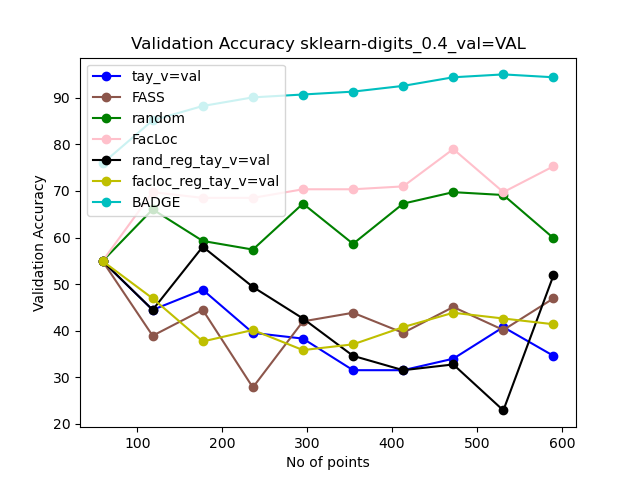 Validation Accuracy sklearn-digits_0.4_val=VAL
tay_v=val
FASS
random
FacLoc
rand_reg_tay_v=val
facloc_reg_tay_v=val
BADGE
Validation Accuracy
90
80
70
60
50
40
30
20
100 200 300 400 500 600
No of points